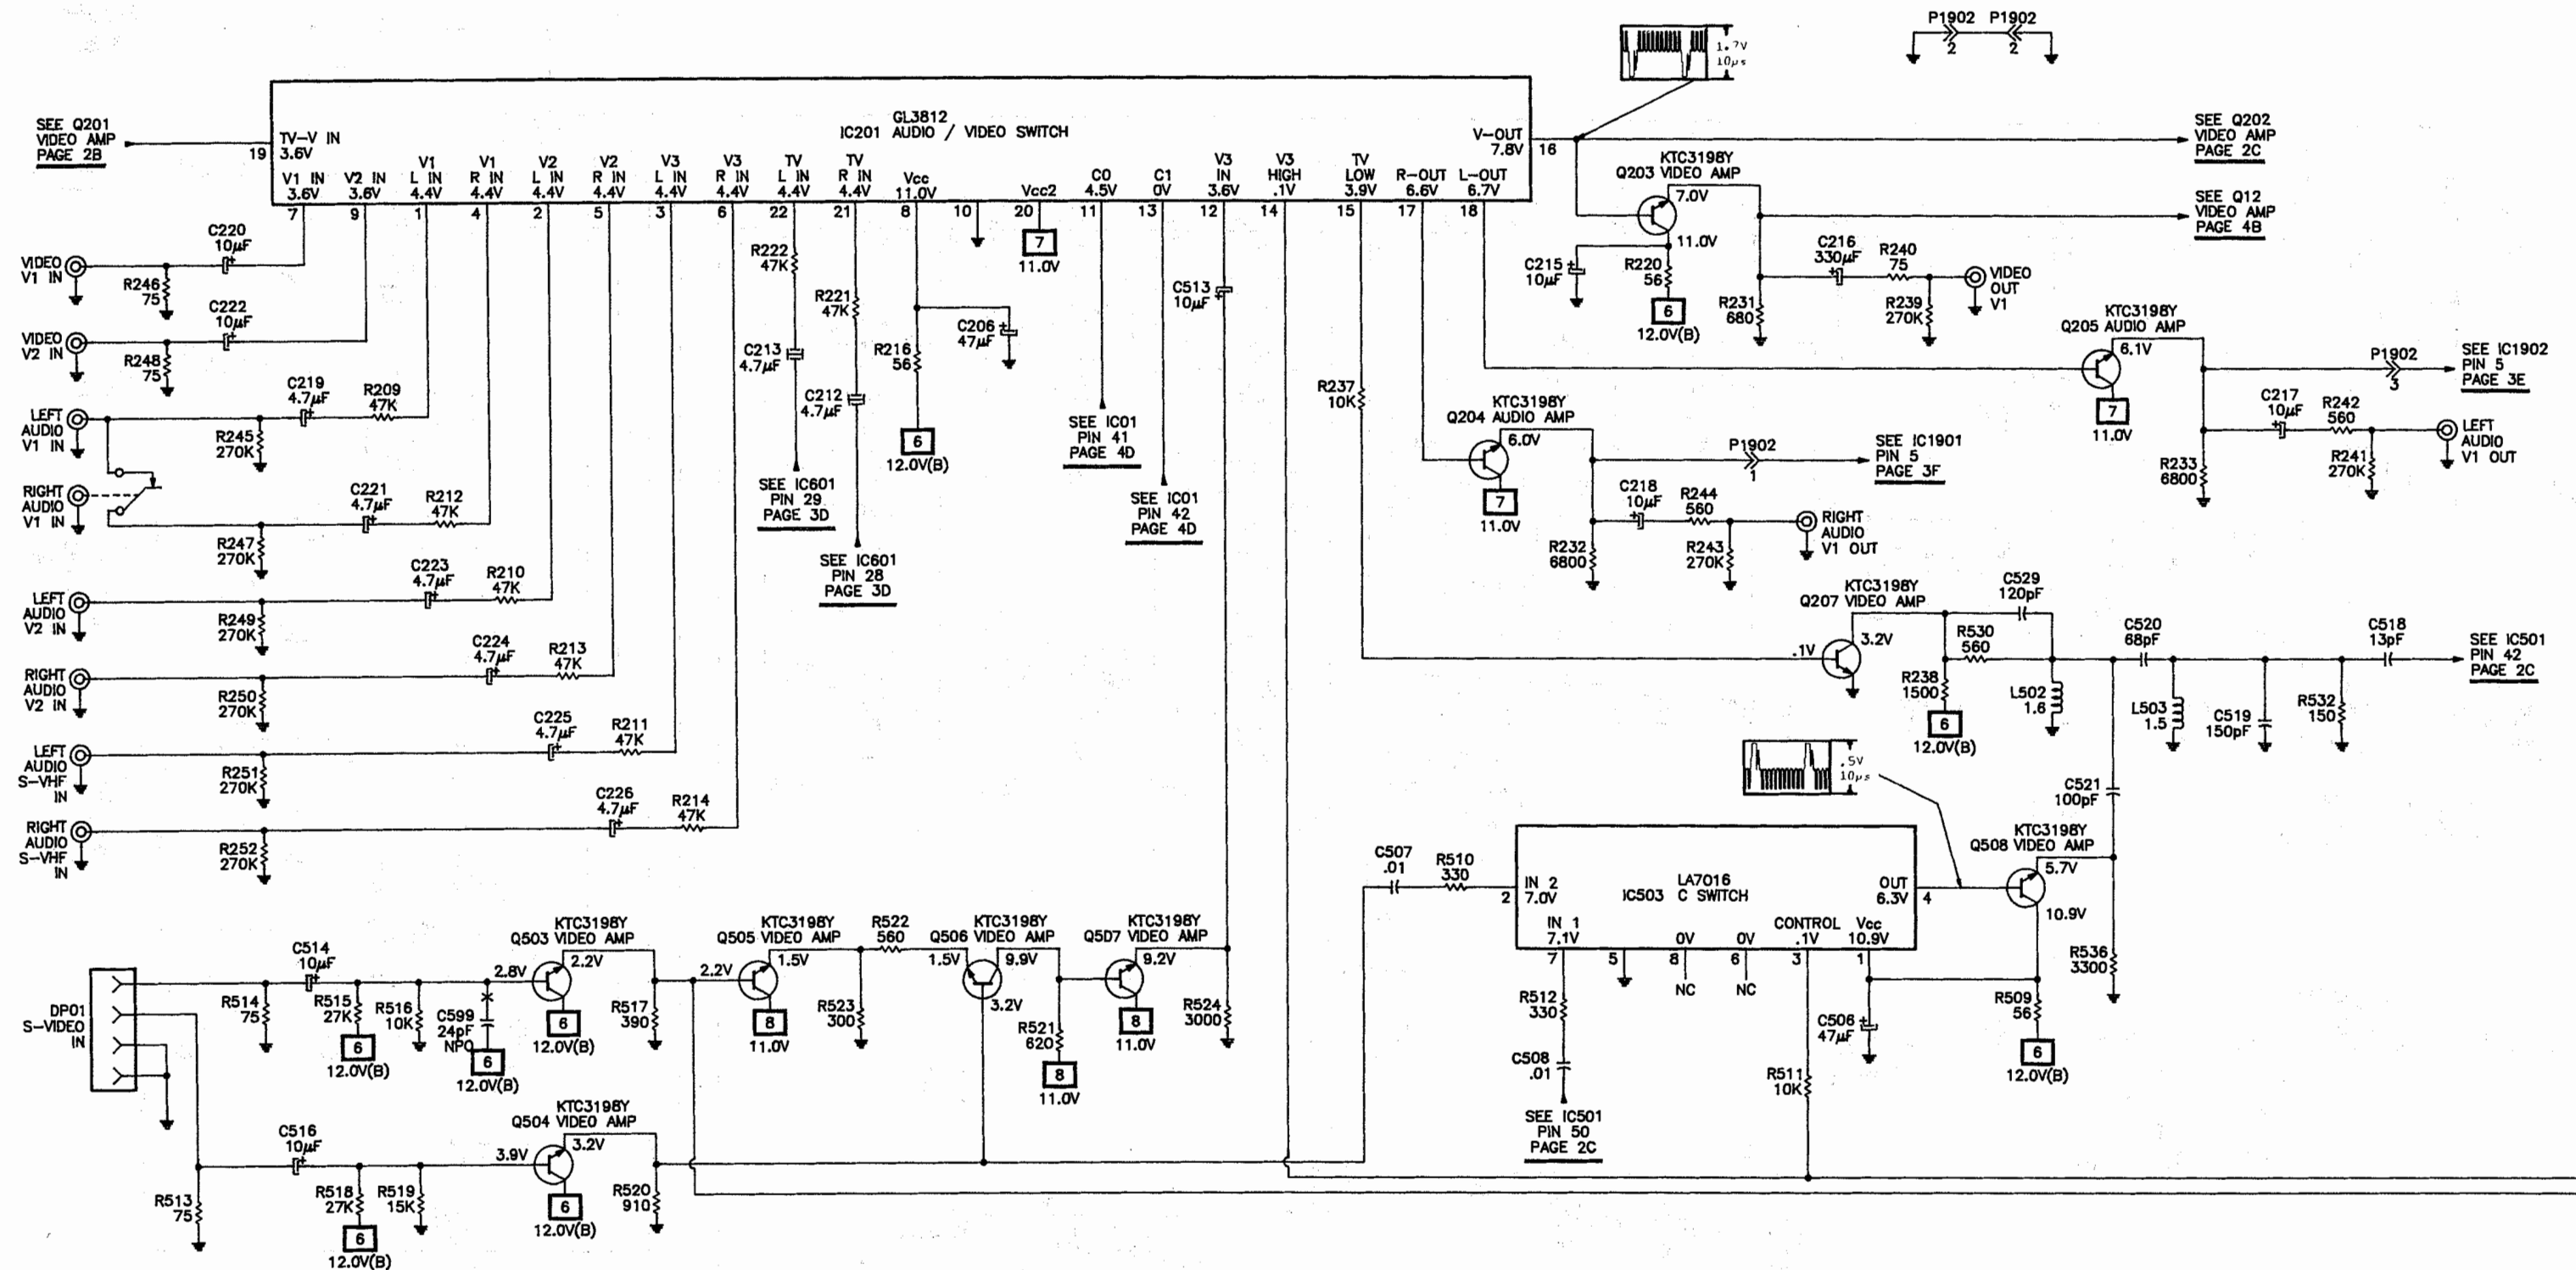 P1902 P1902
2 2
1.7V
10µs
GL3812
IC201 AUDIO / VIDEO SWITCH
SEE Q201
VIDEO AMP
PAGE 2B
19
TV-V IN
3.6V
V-OUT
7.8V
16
SEE Q202
VIDEO AMP
PAGE 2C
V1 IN
3.6V
7
V2 IN
3.6V
9
V1
L IN
4.4V
1
V1
R IN
4.4V
4
V2
L IN
4.4V
2
V2
R IN
4.4V
5
V3
L IN
4.4V
3
V3
R IN
4.4V
6
TV
L IN
4.4V
22
TV
R IN
4.4V
21
Vcc
11.0V
8
10
Vcc2
20
7
11.0V
C0
4.5V
11
C1
0V
13
V3
IN
3.6V
12
V3
HIGH
.1V
14
TV
LOW
3.9V
15
R-OUT
6.6V
17
L-OUT
6.7V
18
KTC3198Y
Q203 VIDEO AMP
7.0V
11.0V
SEE Q12
VIDEO AMP
PAGE 4B
C215
10µF
R220
56
6
12.0V(B)
C216
330µF
R240
75
R231
680
R239
270K
VIDEO
OUT
V1
VIDEO
V1 IN
R246
75
C220
10µF
VIDEO
V2 IN
R248
75
C222
10µF
LEFT
AUDIO
V1 IN
R245
270K
C219
4.7µF
R209
47K
RIGHT
AUDIO
V1 IN
R247
270K
C221
4.7µF
R212
47K
LEFT
AUDIO
V2 IN
R249
270K
C223
4.7µF
R210
47K
RIGHT
AUDIO
V2 IN
R250
270K
C224
4.7µF
R213
47K
LEFT
AUDIO
S-VHF
IN
R251
270K
C225
4.7µF
R211
47K
RIGHT
AUDIO
S-VHF
IN
R252
270K
C226
4.7µF
R214
47K
R222
47K
C213
4.7µF
SEE IC601
PIN 29
PAGE 3D
R221
47K
C212
4.7µF
SEE IC601
PIN 28
PAGE 3D
R216
56
C206
47µF
6
12.0V(B)
SEE IC01
PIN 41
PAGE 4D
SEE IC01
PIN 42
PAGE 4D
C513
10µF
R237
10K
KTC3198Y
Q205 AUDIO AMP
6.1V
7
11.0V
P1902
3
SEE IC1902
PIN 5
PAGE 3E
C217
10µF
R242
560
R233
6800
R241
270K
LEFT
AUDIO
V1 OUT
KTC3198Y
Q204 AUDIO AMP
6.0V
7
11.0V
P1902
1
SEE IC1901
PIN 5
PAGE 3F
C218
10µF
R244
560
R232
6800
R243
270K
RIGHT
AUDIO
V1 OUT
KTC3198Y
Q207 VIDEO AMP
.1V
3.2V
C529
120pF
R530
560
R238
1500
6
12.0V(B)
L502
1.6
C520
68pF
L503
1.5
C519
150pF
R532
150
C518
13pF
SEE IC501
PIN 42
PAGE 2C
C521
100pF
.5V
10µs
KTC3198Y
Q508 VIDEO AMP
5.7V
10.9V
R536
3300
R509
56
6
12.0V(B)
C507
.01
R510
330
LA7016
IC503 C SWITCH
2
IN 2
7.0V
OUT
6.3V
4
IN 1
7.1V
7
5
0V
8
NC
0V
6
NC
CONTROL
.1V
3
Vcc
10.9V
1
R512
330
C508
.01
SEE IC501
PIN 50
PAGE 2C
R511
10K
C506
47µF
DP01
S-VIDEO
IN
R514
75
C514
10µF
R515
27K
6
12.0V(B)
R516
10K
C599
24pF
NPO
6
12.0V(B)
KTC3198Y
Q503 VIDEO AMP
2.8V
2.2V
6
12.0V(B)
R517
390
KTC3198Y
Q505 VIDEO AMP
2.2V
1.5V
8
11.0V
R522
560
R523
300
KTC3198Y
Q506 VIDEO AMP
1.5V
9.9V
3.2V
R521
620
8
11.0V
KTC3198Y
Q5D7 VIDEO AMP
9.2V
8
11.0V
R524
3000
R513
75
C516
10µF
R518
27K
6
12.0V(B)
R519
15K
KTC3198Y
Q504 VIDEO AMP
3.9V
3.2V
6
12.0V(B)
R520
910